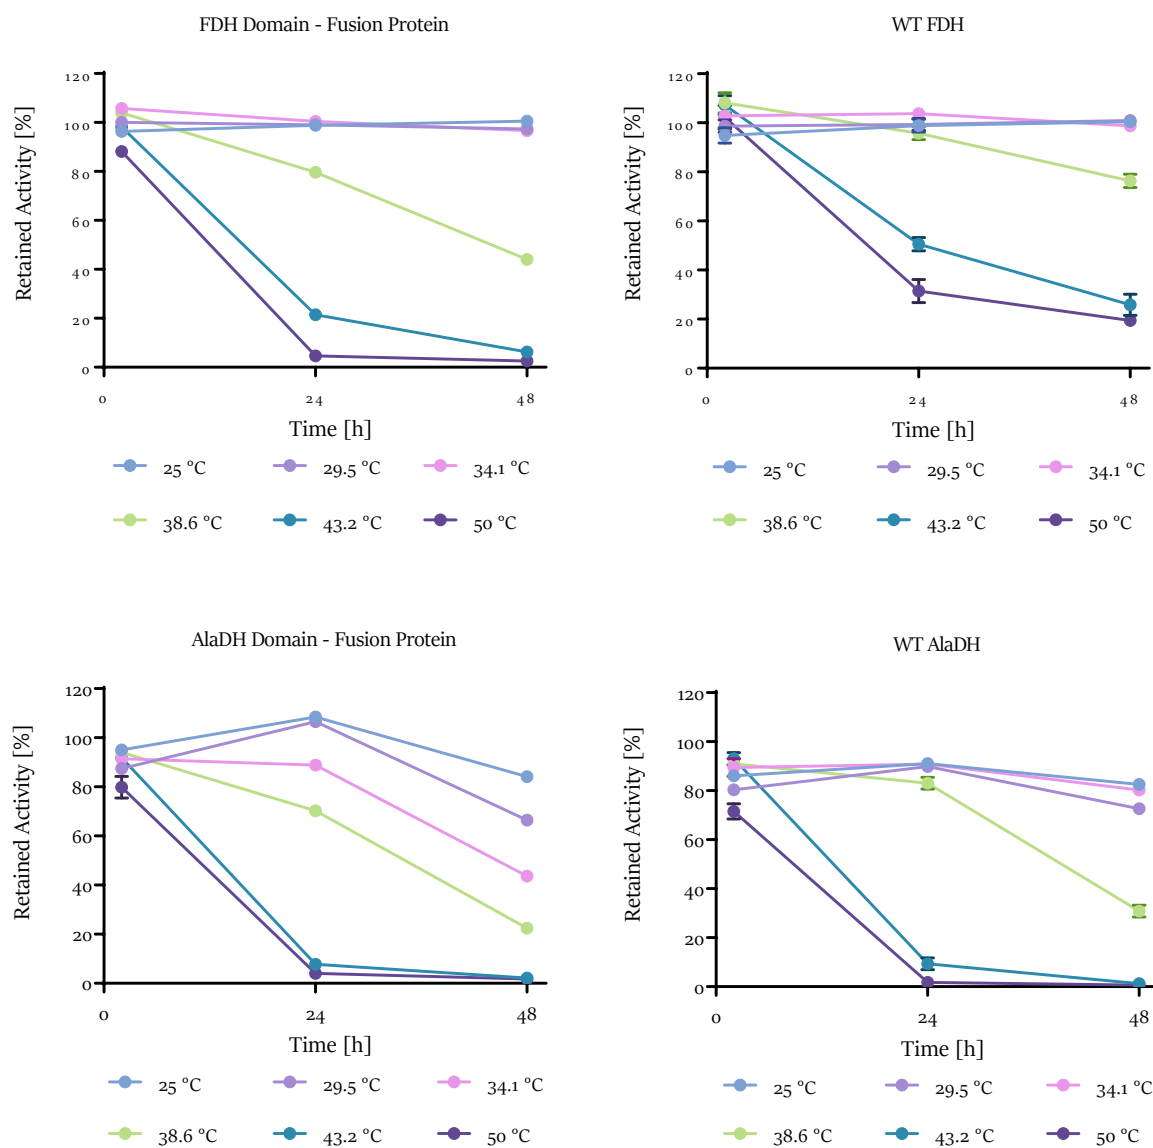 FDH Domain - Fusion Protein
Retained Activity [%]
120
100
80
60
40
20
0
0 24 48
Time [h]
25 °C 29.5 °C 34.1 °C
38.6 °C 43.2 °C 50 °C
WT FDH
Retained Activity [%]
120
100
80
60
40
20
0
0 24 48
Time [h]
25 °C 29.5 °C 34.1 °C
38.6 °C 43.2 °C 50 °C
AlaDH Domain - Fusion Protein
Retained Activity [%]
120
100
80
60
40
20
0
0 24 48
Time [h]
25 °C 29.5 °C 34.1 °C
38.6 °C 43.2 °C 50 °C
WT AlaDH
Retained Activity [%]
120
100
80
60
40
20
0
0 24 48
Time [h]
25 °C 29.5 °C 34.1 °C
38.6 °C 43.2 °C 50 °C